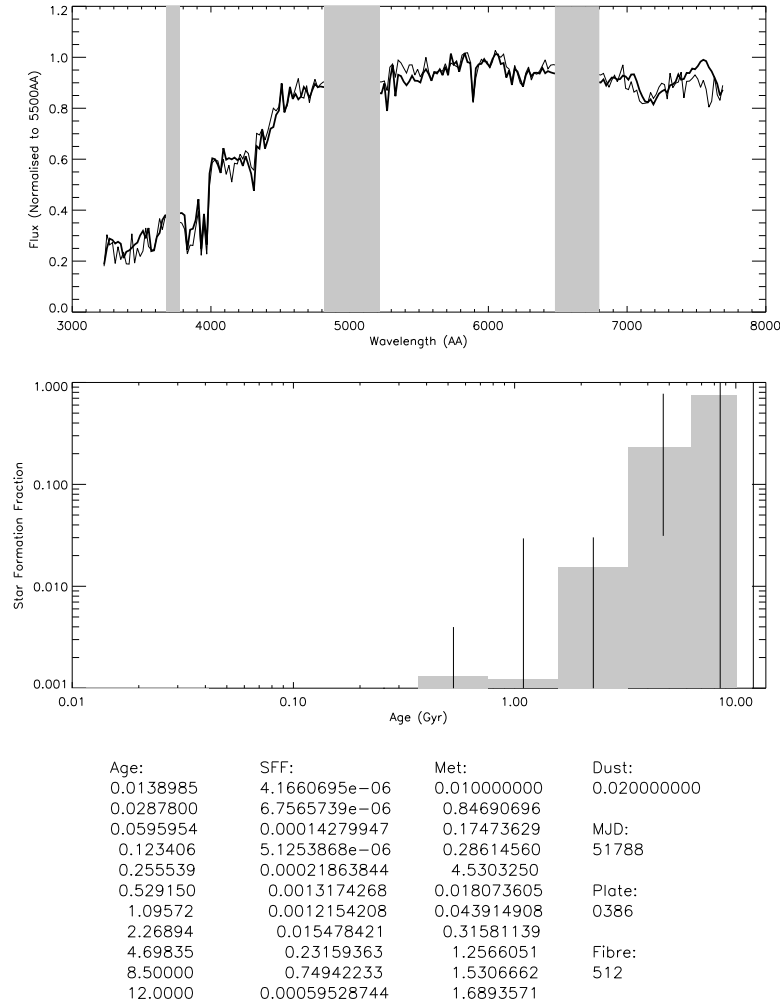 1.2
1.0
0.8
0.6
0.4
0.2
0.0
Flux (Normalised to 5500AA)
3000 4000 5000 6000 7000 8000
Wavelength (AA)
1.000
0.100
0.010
0.001
Star Formation Fraction
0.01 0.10 1.00 10.00
Age (Gyr)
Age: SFF: Met: Dust:
0.0138985 4.1660695e-06 0.010000000 0.020000000
0.0287800 6.7565739e-06 0.84690696
0.0595954 0.00014279947 0.17473629 MJD:
0.123406 5.1253868e-06 0.28614560 51788
0.255539 0.00021863844 4.5303250
0.529150 0.0013174268 0.018073605 Plate:
1.09572 0.0012154208 0.043914908 0386
2.26894 0.015478421 0.31581139
4.69835 0.23159363 1.2566051 Fibre:
8.50000 0.74942233 1.5306662 512
12.0000 0.00059528744 1.6893571